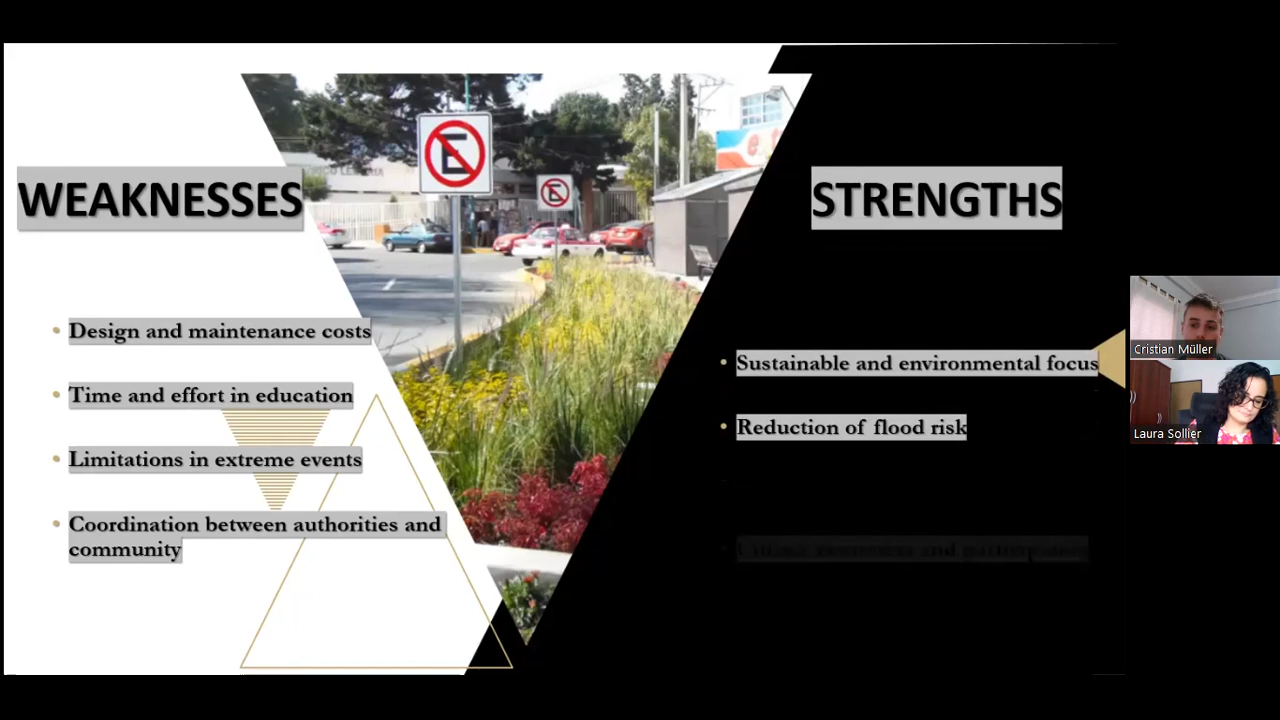 WEAKNESSES
STRENGTHS
E
E
Design and maintenance costs
Time and effort in education
Limitations in extreme events
Coordination between authorities and
community
Sustainable and environmental focus
Reduction of flood risk
and
Cristian Müller
Laura Sollier